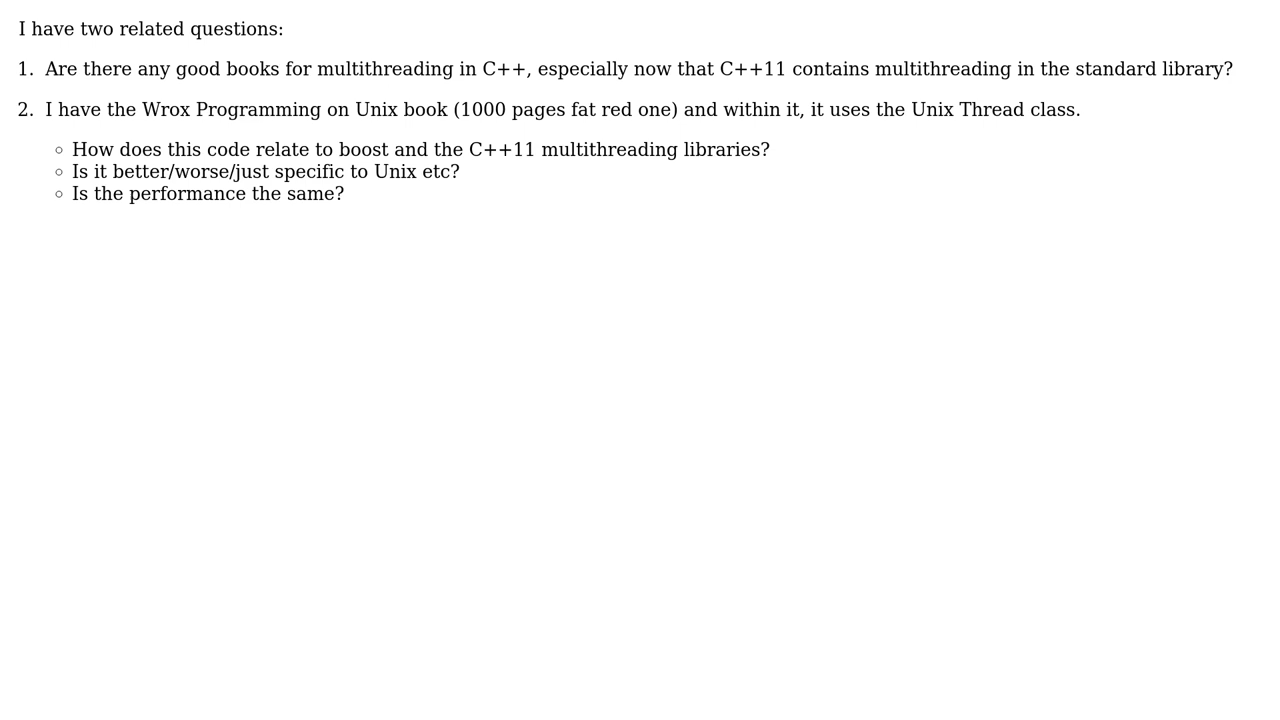 I have two related questions:
1. Are there any good books for multithreading in C++, especially now that C++11 contains multithreading in the standard library?
2. I have the Wrox Programming on Unix book (1000 pages fat red one) and within it, it uses the Unix Thread class.
◦ How does this code relate to boost and the C++11 multithreading libraries?
◦ Is it better/worse/just specific to Unix etc?
◦ Is the performance the same?